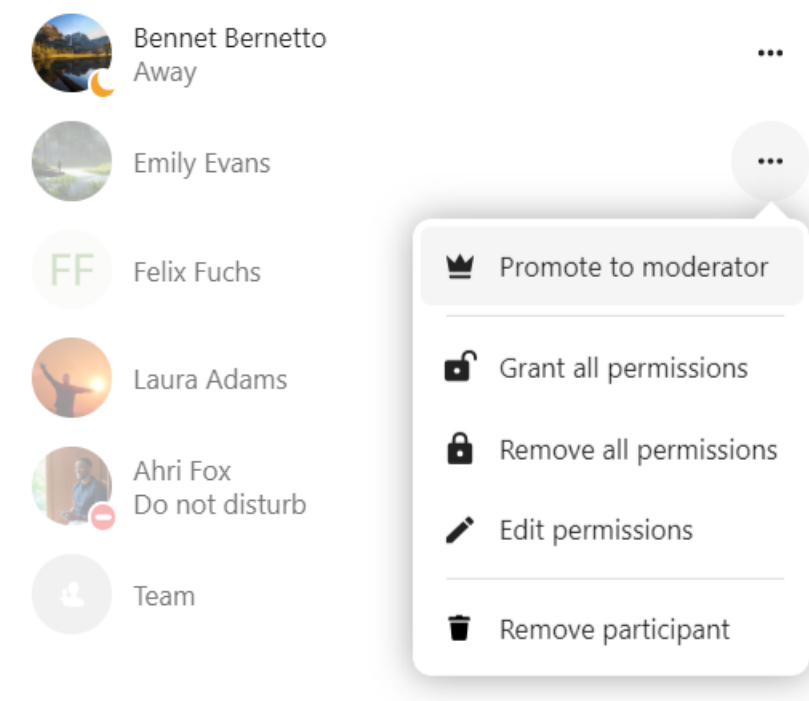 Bennet Bernetto
Away
Emily Evans
FF
Felix Fuchs
Laura Adams
Ahri Fox
Do not disturb
Team
Promote to moderator
Grant all permissions
Remove all permissions
Edit permissions
Remove participant